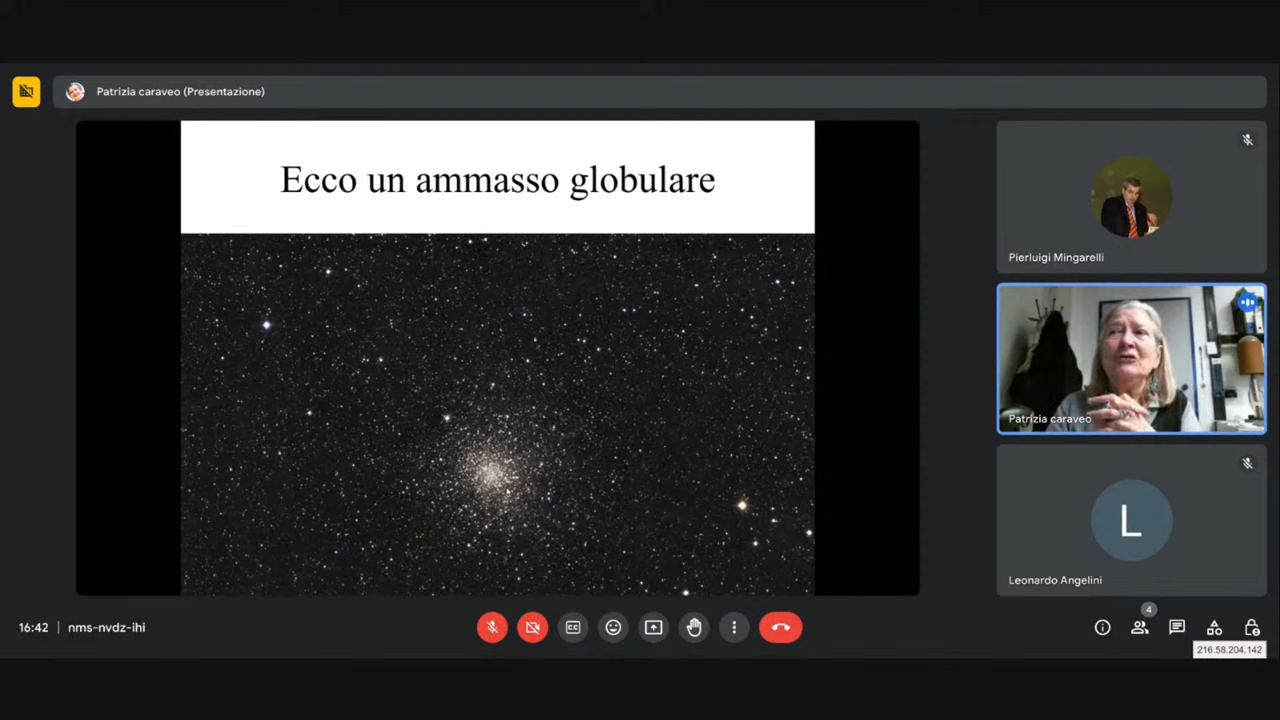 Patrizia caraveo (Presentazione)
Ecco un ammasso globulare
Pierluigi Mingarelli
Patrizia caraveo
L
Leonardo Angelini
16:42 | nms-nvdz-ihi
CC
4
216.58.204.142